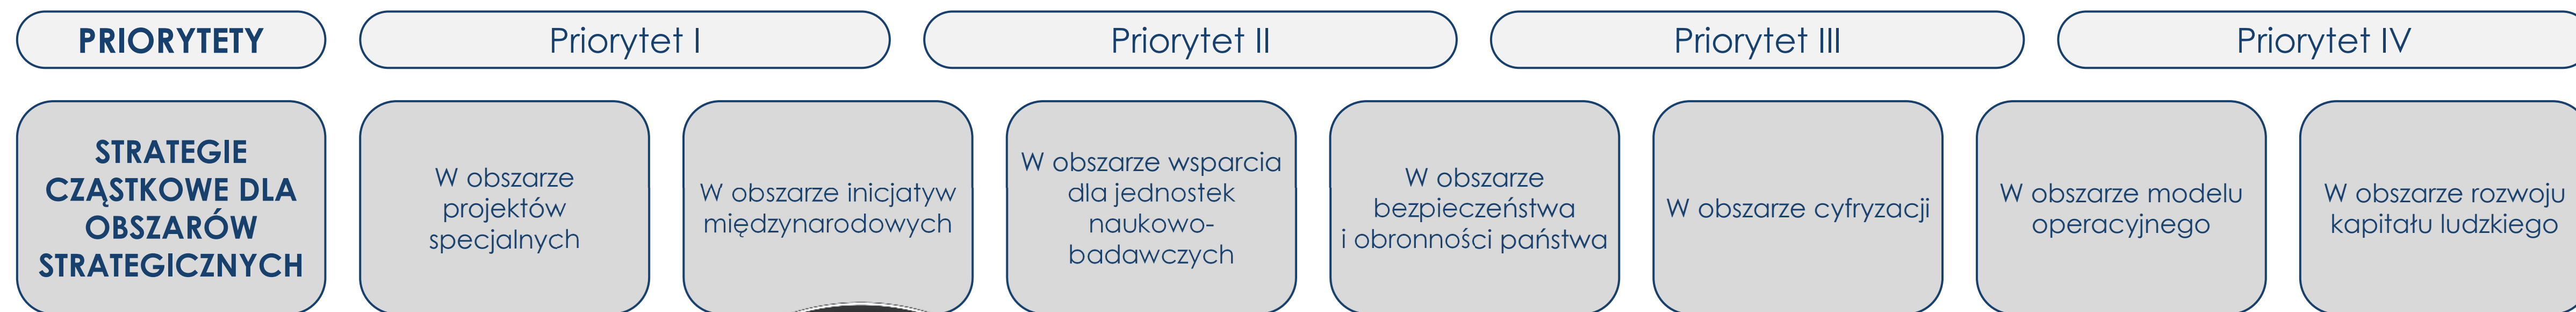 PRIORYTETY
Priorytet I
Priorytet II
Priorytet III
Priorytet IV
STRATEGIE
CZĄSTKOWE DLA
OBSZARÓW
STRATEGICZNYCH
W obszarze
projektów
specjalnych
W obszarze inicjatyw
międzynarodowych
W obszarze wsparcia
dla jednostek
naukowo-
badawczych
W obszarze
bezpieczeństwa
i obronności państwa
W obszarze cyfryzacji
W obszarze modelu
operacyjnego
W obszarze rozwoju
kapitału ludzkiego